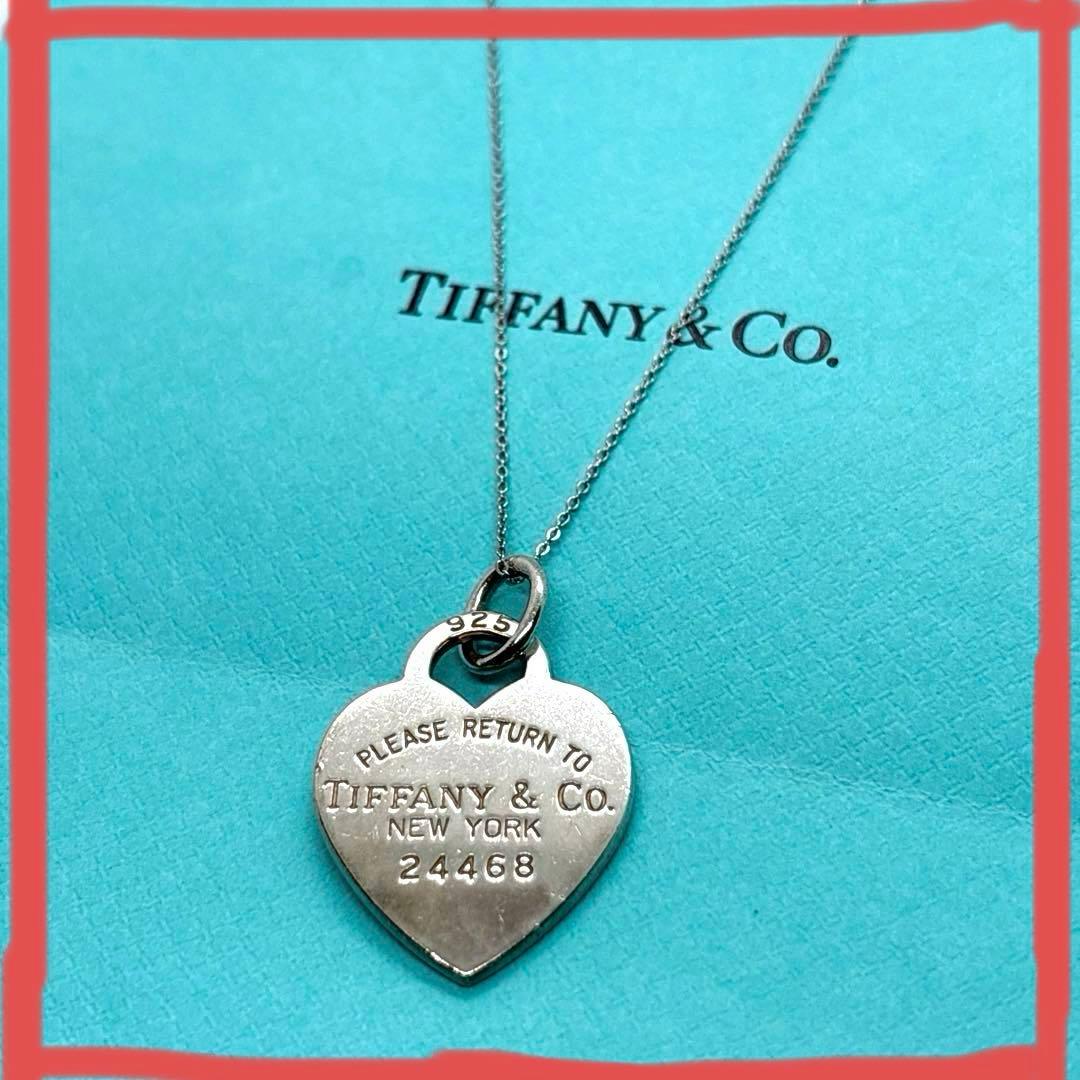 TIFFANY & CO.
925
PLEASE RETURN TO
TIFFANY & CO.
NEW YORK
24468